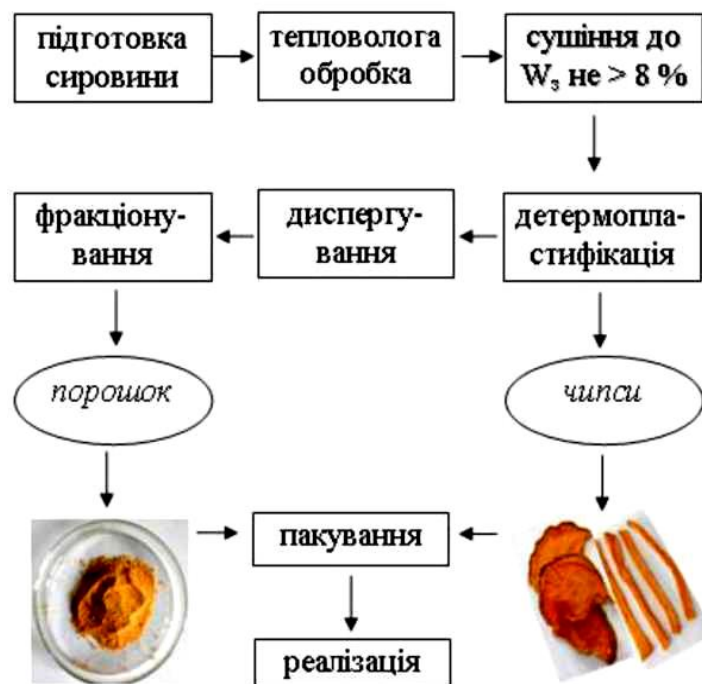 підготовка
сировини
тепловолога
обробка
сушіння до
W₃ не > 8 %
фракціону-
вання
диспергу-
вання
детермопла-
стифікація
порошок
чипси
пакування
реалізація